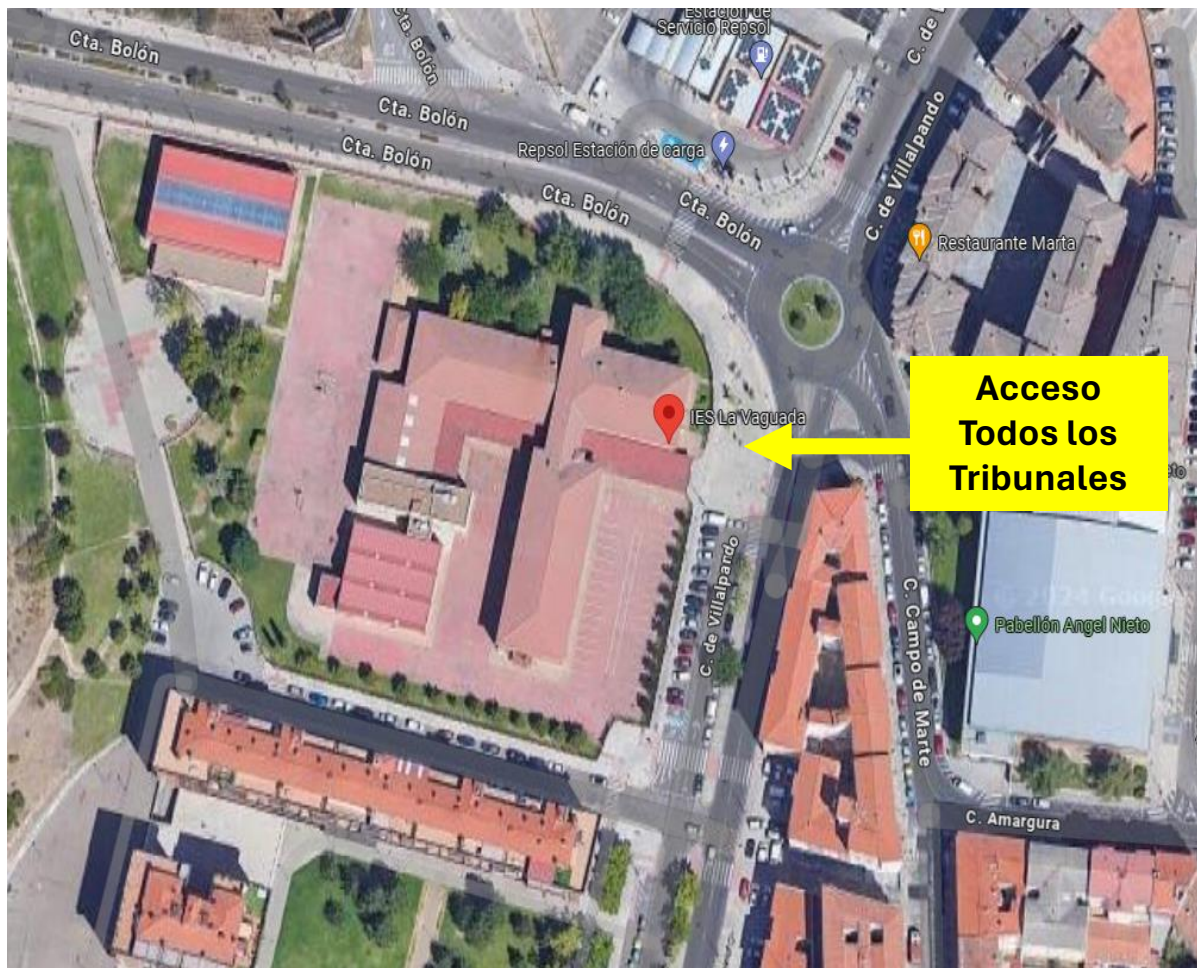 Estación de
Servicio Repsol
Cta. Bolón
Cta. Bolón
C. de Villalpando
Cta. Bolón
Cta. Bolón
Repsol Estación de carga
Cta. Bolón
Cta. Bolón
C. de Villalpando
Restaurante Marta
Acceso
Todos los
Tribunales
IES La Vaguada
C. de Villalpando
C. Campo de Marte
Pabellón Angel Nieto
C. Amargura